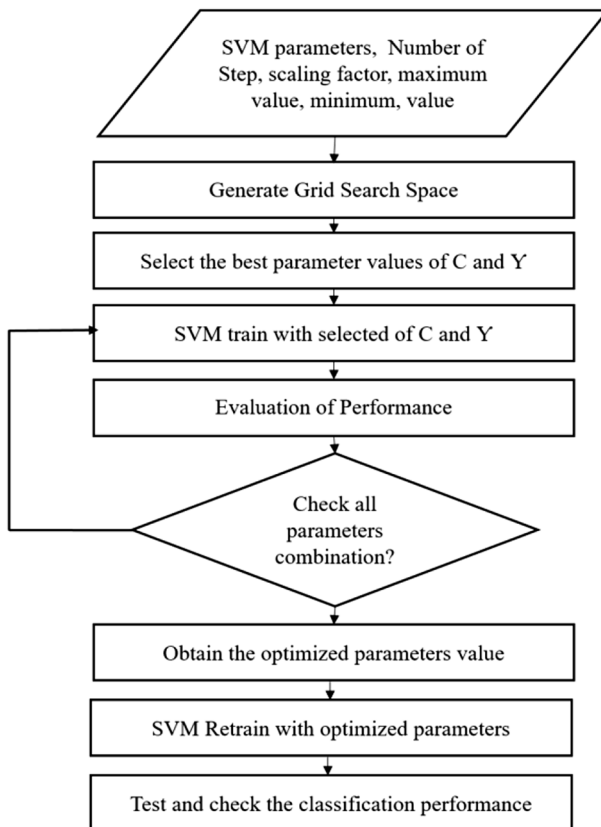 SVM parameters, Number of
Step, scaling factor, maximum
value, minimum, value
Generate Grid Search Space
Select the best parameter values of C and Y
SVM train with selected of C and Y
Evaluation of Performance
Check all
parameters
combination?
Obtain the optimized parameters value
SVM Retrain with optimized parameters
Test and check the classification performance